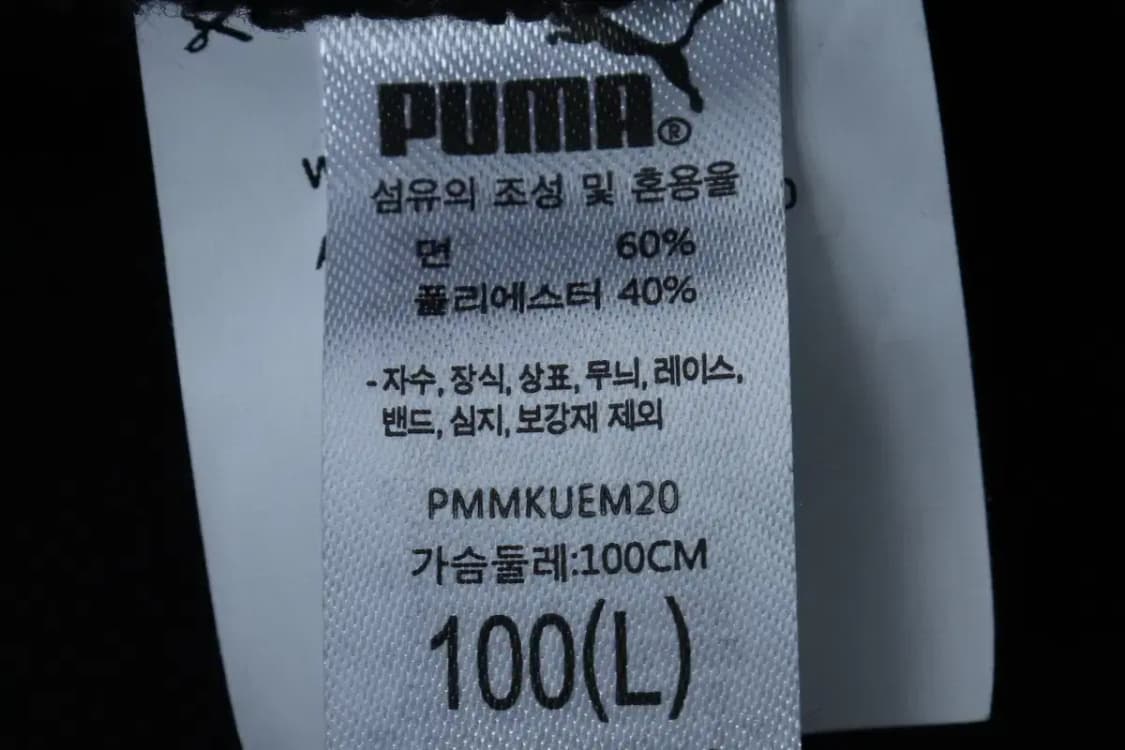 PUMA®
섬유의 조성 및 혼용율
면 60%
폴리에스터 40%
-자수, 장식, 상표, 무늬, 레이스,
밴드, 심지, 보강재 제외
PMMKUEM20
가슴둘레:100CM
100(L)